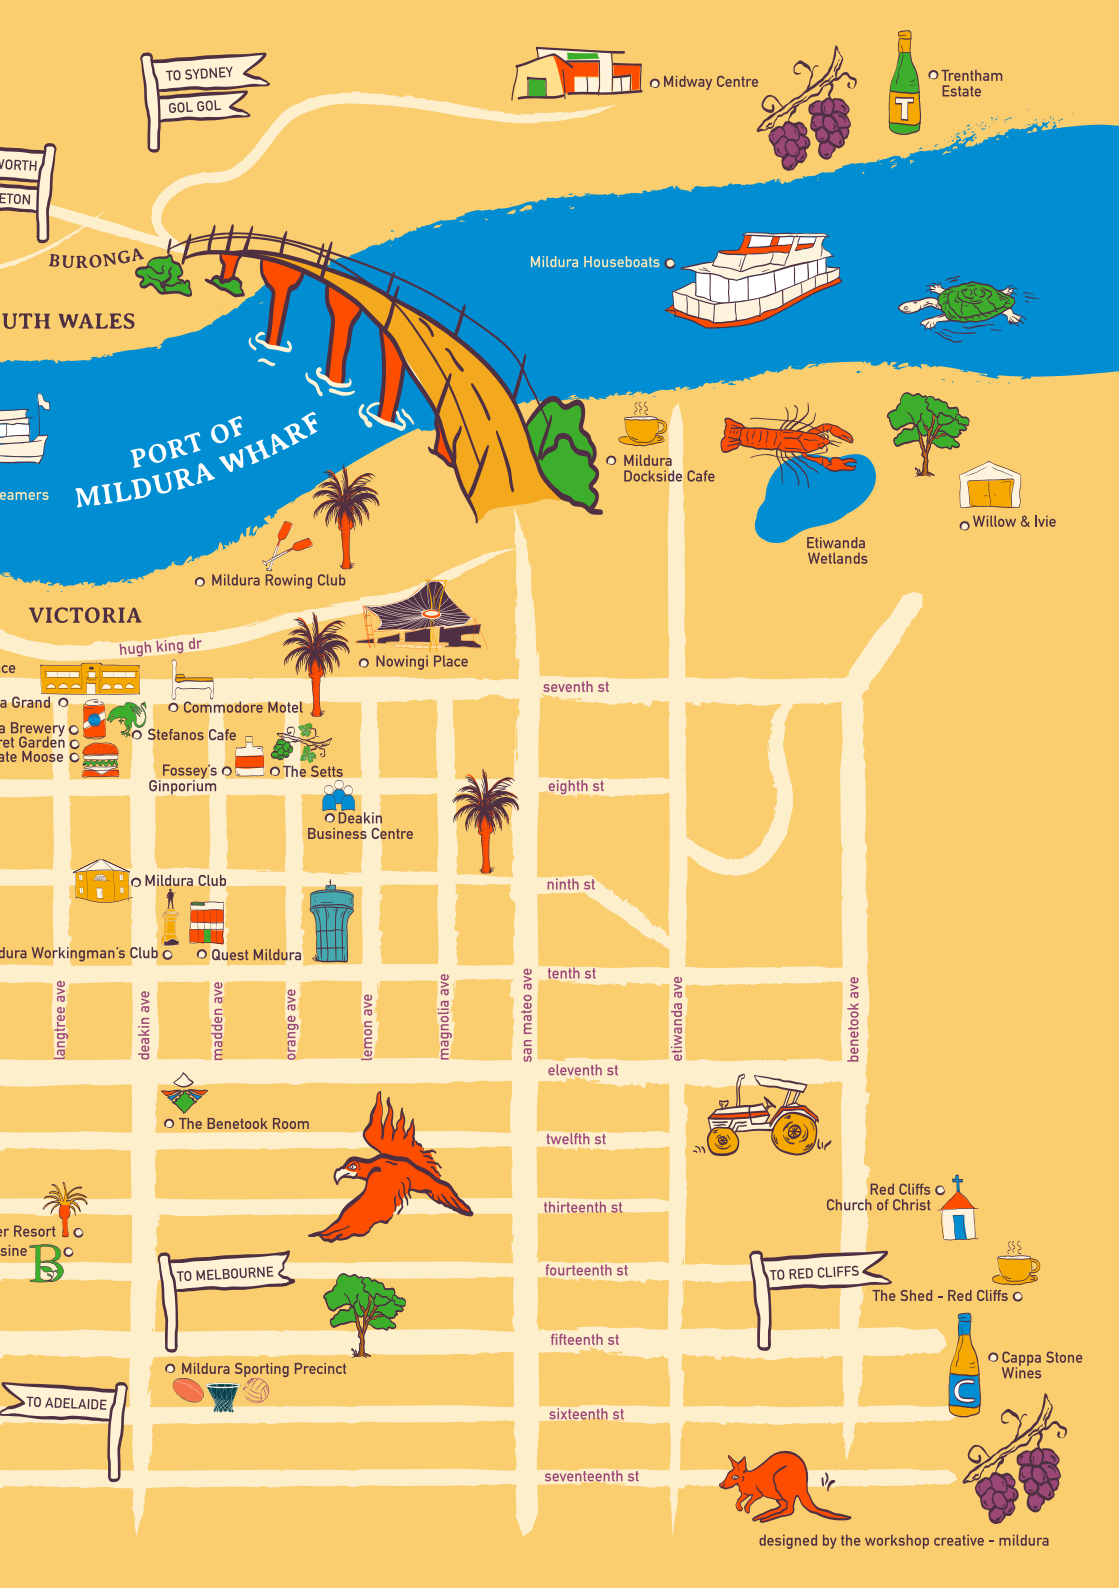 TO SYDNEY
GOL GOL
Midway Centre
Trentham
Estate
T
WORTH
ETON
BURONGA
UTH WALES
Mildura Houseboats
PORT OF
MILDURA WHARF
eamers
Mildura
Dockside Cafe
Etiwanda
Wetlands
Willow & Ivie
Mildura Rowing Club
VICTORIA
hugh king dr
Nowingi Place
ce
a Grand
Commodore Motel
seventh st
a Brewery
ret Garden
ate Moose
Stefanos Cafe
Fossey's
Ginporium
The Setts
eighth st
Deakin
Business Centre
Mildura Club
ninth st
dura Workingman's Club
Quest Mildura
tenth st
langtree ave
deakin ave
madden ave
orange ave
lemon ave
magnolia ave
san mateo ave
etiwanda ave
benetook ave
eleventh st
The Benetook Room
twelfth st
Red Cliffs
Church of Christ
thirteenth st
er Resort
sine
B
TO MELBOURNE
fourteenth st
TO RED CLIFFS
The Shed - Red Cliffs
fifteenth st
Mildura Sporting Precinct
Cappa Stone
Wines
C
TO ADELAIDE
sixteenth st
seventeenth st
designed by the workshop creative - mildura